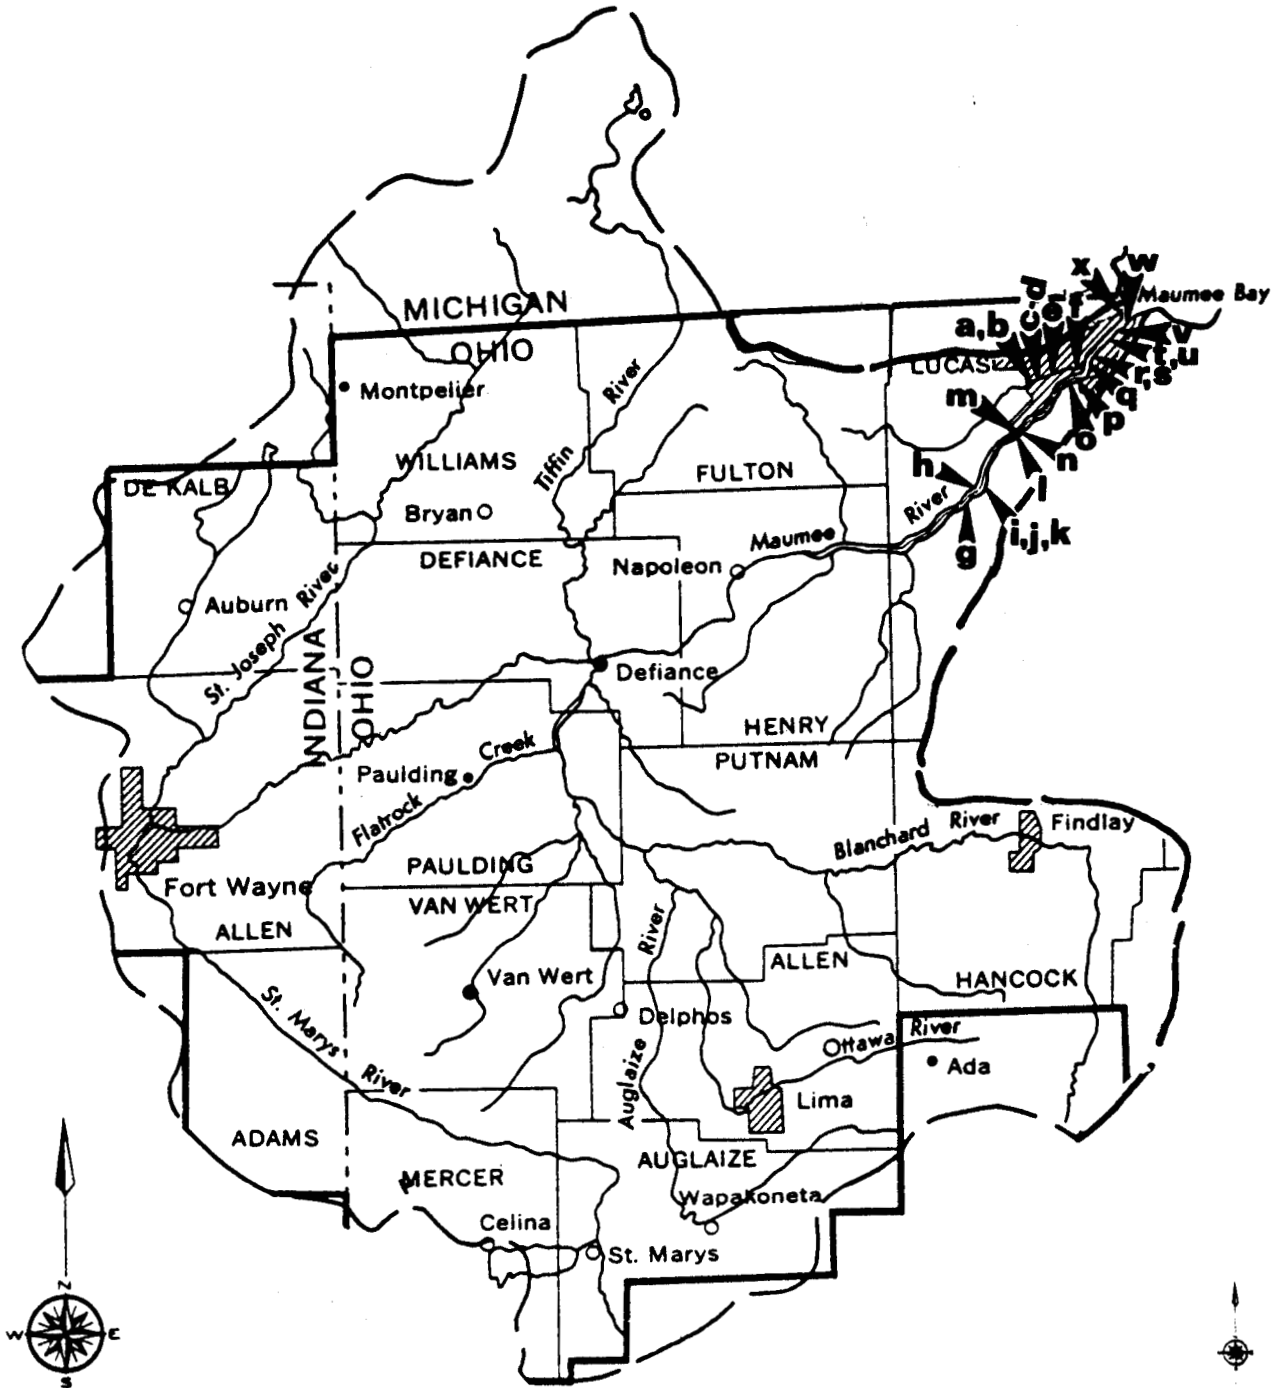 x w
Maumee Bay
d
MICHIGAN
a,b c e f
v
OHIO
t,u
LUCAS
r,s
Montpelier
River
m
q
p
o
WILLIAMS
Tiffin
n
h
FULTON
DE KALB
l
River
Bryan
i,j,k
Maumee
g
DEFIANCE
Napoleon
River
Auburn
St. Joseph
INDIANA
OHIO
Defiance
HENRY
Creek
PUTNAM
Paulding
Flatrock
River
Findlay
Blanchard
PAULDING
Fort Wayne
VAN WERT
River
ALLEN
ALLEN
Van Wert
HANCOCK
St. Marys
Delphos
River
Ottawa
Auglaize
Ada
River
Lima
ADAMS
AUGLAIZE
MERCER
Wapakoneta
Celina
St. Marys
N
W E
S